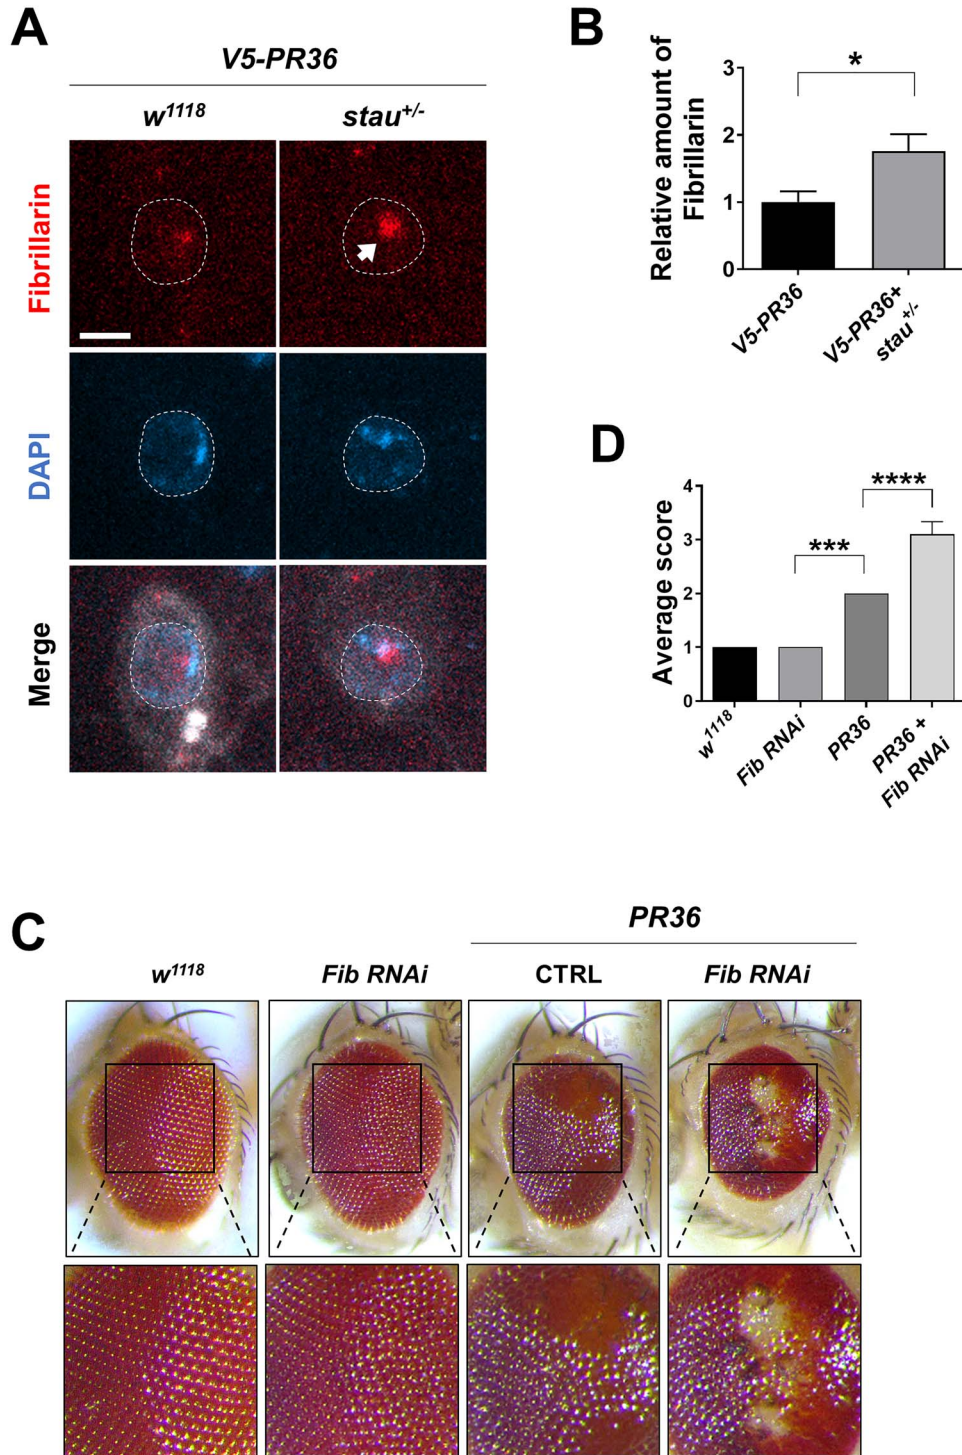 A
V5-PR36
w1118
stau+/-
Fibrillarin
DAPI
Merge
B
Relative amount of
Fibrillarin
3
2
1
0
*
V5-PR36
V5-PR36+
stau+/-
D
Average score
4
3
2
1
0
***
****
w1118
Fib RNAi
PR36
PR36 +
Fib RNAi
C
PR36
w1118
Fib RNAi
CTRL
Fib RNAi